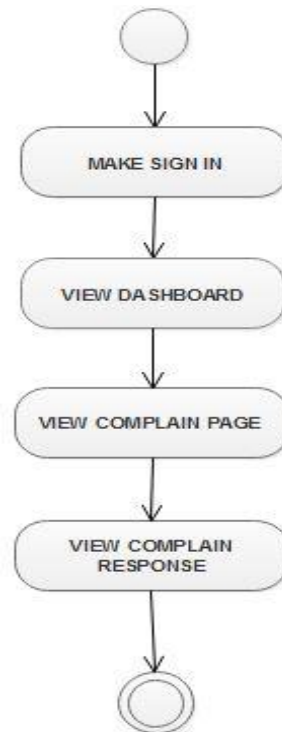 MAKE SIGN IN
VIEW DASHBOARD
VIEW COMPLAIN PAGE
VIEW COMPLAIN
RESPONSE